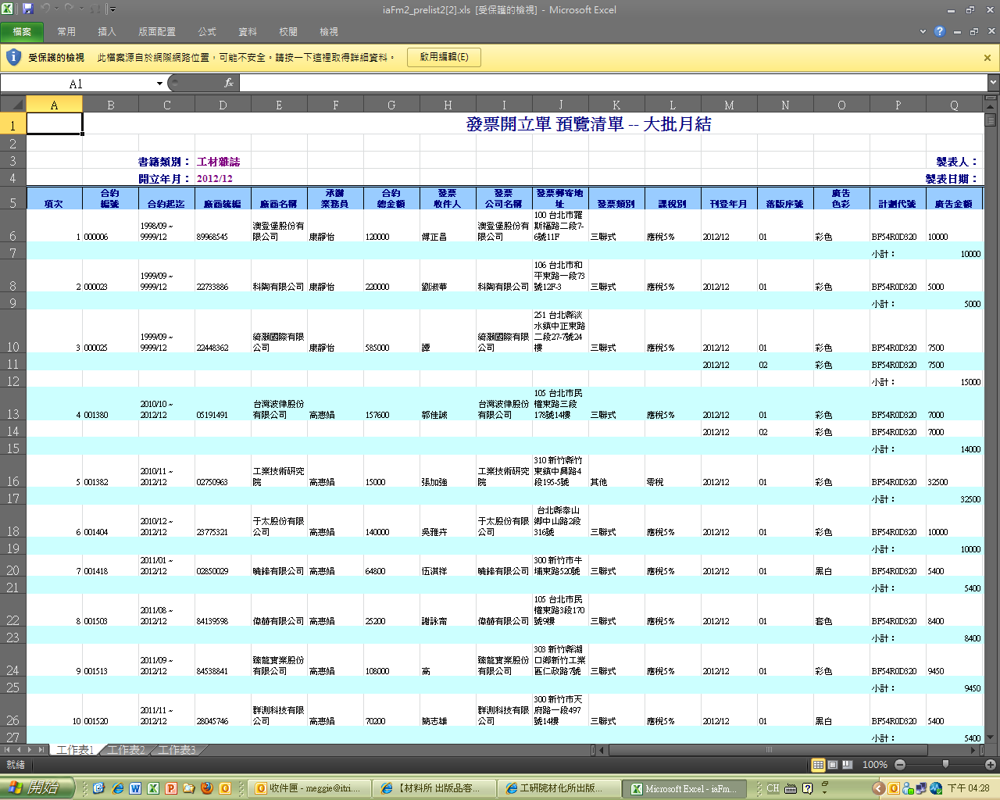 iaFm2_prelist2[2].xls [受保護的檢視] - Microsoft Excel
檔案 常用 插入 版面配置 公式 資料 校閱 檢視
受保護的檢視 此檔案源自於網際網路位置，可能不安全。請按一下這裡取得詳細資料。 啟用編輯(E)
A1 fx
A B C D E F G H I J K L M N O P Q
1 發票開立單 預覽清單 -- 大批月結
2
3 書籍類別： 工材雜誌 製表人：
4 開立年月： 2012/12 製表日期：
5 項次 合約編號 合約起迄 廠商統編 廠商名稱 承辦業務員 合約總金額 發票收件人 發票公司名稱 發票郵寄地址 發票類別 課稅別 刊登年月 落版序號 廣告色彩 計劃代號 廣告金額
6 1 000006 1998/09 ~ 9999/12 89968545 澳登堡股份有限公司 康靜怡 120000 傅正昌 澳登堡股份有限公司 100 台北市羅斯福路二段7-6號11F 三聯式 應稅5% 2012/12 01 彩色 BF54R0D320 10000
7 小計： 10000
8 2 000023 1999/09 ~ 9999/12 22733886 科陶有限公司 康靜怡 220000 劉淑華 科陶有限公司 106 台北市和平東路一段73號12F-3 三聯式 應稅5% 2012/12 01 彩色 BF54R0D320 5000
9 小計： 5000
10 3 000025 1999/09 ~ 9999/12 22448362 綺灝國際有限公司 康靜怡 585000 譚 綺灝國際有限公司 251 台北縣淡水鎮中正東路二段27-7號24樓 三聯式 應稅5% 2012/12 01 彩色 BF54R0D320 7500
11 2012/12 02 彩色 BF54R0D320 7500
12 小計： 15000
13 4 001380 2010/10 ~ 2012/12 05191491 台灣波律股份有限公司 高惠娟 157600 郭佳誠 台灣波律股份有限公司 105 台北市民權東路三段178號14樓 三聯式 應稅5% 2012/12 01 彩色 BF54R0D320 7000
14 2012/12 02 彩色 BF54R0D320 7000
15 小計： 14000
16 5 001382 2010/11 ~ 2012/12 02750963 工業技術研究院 高惠娟 15000 張加強 工業技術研究院 310 新竹縣竹東鎮中興路4段195-5號 其他 零稅 2012/12 01 彩色 BF54R0D320 32500
17 小計： 32500
18 6 001404 2010/12 ~ 2012/12 23775321 于太股份有限公司 高惠娟 140000 吳雅卉 于太股份有限公司 台北縣泰山鄉中山路2段316號 三聯式 應稅5% 2012/12 01 彩色 BF54R0D320 10000
19 小計： 10000
20 7 001418 2011/01 ~ 2012/12 02850029 曉鋒有限公司 高惠娟 64800 伍淇祥 曉鋒有限公司 300 新竹市牛埔東路520號 三聯式 應稅5% 2012/12 01 黑白 BF54R0D320 5400
21 小計： 5400
22 8 001503 2011/08 ~ 2012/12 84139598 偉赫有限公司 高惠娟 25200 謝詠甯 偉赫有限公司 105 台北市民權東路3段170號9樓 三聯式 應稅5% 2012/12 01 套色 BF54R0D320 8400
23 小計： 8400
24 9 001513 2011/09 ~ 2012/12 84538841 臻龍實業股份有限公司 高惠娟 108000 高 臻龍實業股份有限公司 303 新竹縣湖口鄉新竹工業區仁政路7號 三聯式 應稅5% 2012/12 01 彩色 BF54R0D320 9450
25 小計： 9450
26 10 001520 2011/11 ~ 2012/12 28045746 群測科技有限公司 高惠娟 70200 簡志雄 群測科技有限公司 300 新竹市天府路一段497號14樓 三聯式 應稅5% 2012/12 01 黑白 BF54R0D320 5400
27 小計： 5400
工作表1 工作表2 工作表3
就緒 100%
開始 收件匣 - meggie@itri.... 【材料所 出版品客... 工研院材化所出版... Microsoft Excel - iaFm... CH 下午 04:28